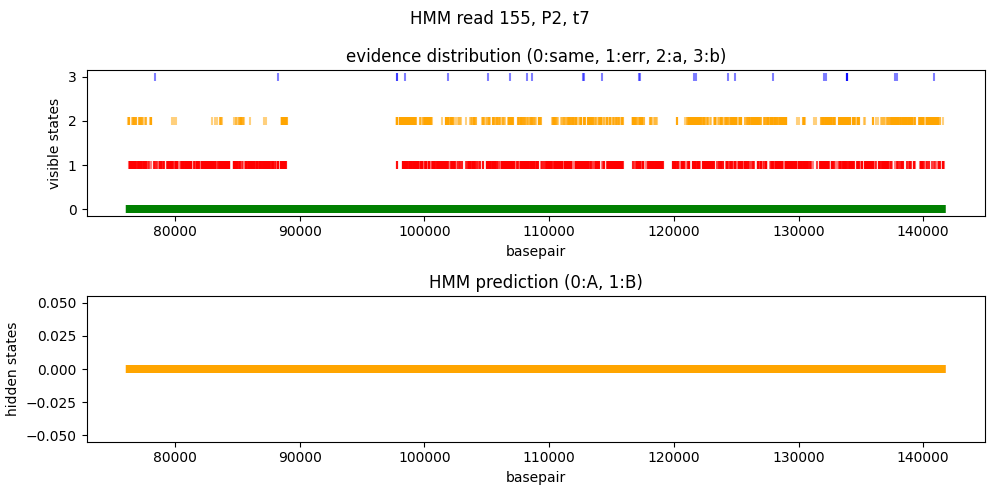 HMM read 155, P2, t7
evidence distribution (0:same, 1:err, 2:a, 3:b)
visible states
3
2
1
0
80000 90000 100000 110000 120000 130000 140000
basepair
HMM prediction (0:A, 1:B)
hidden states
0.050
0.025
0.000
−0.025
−0.050
80000 90000 100000 110000 120000 130000 140000
basepair